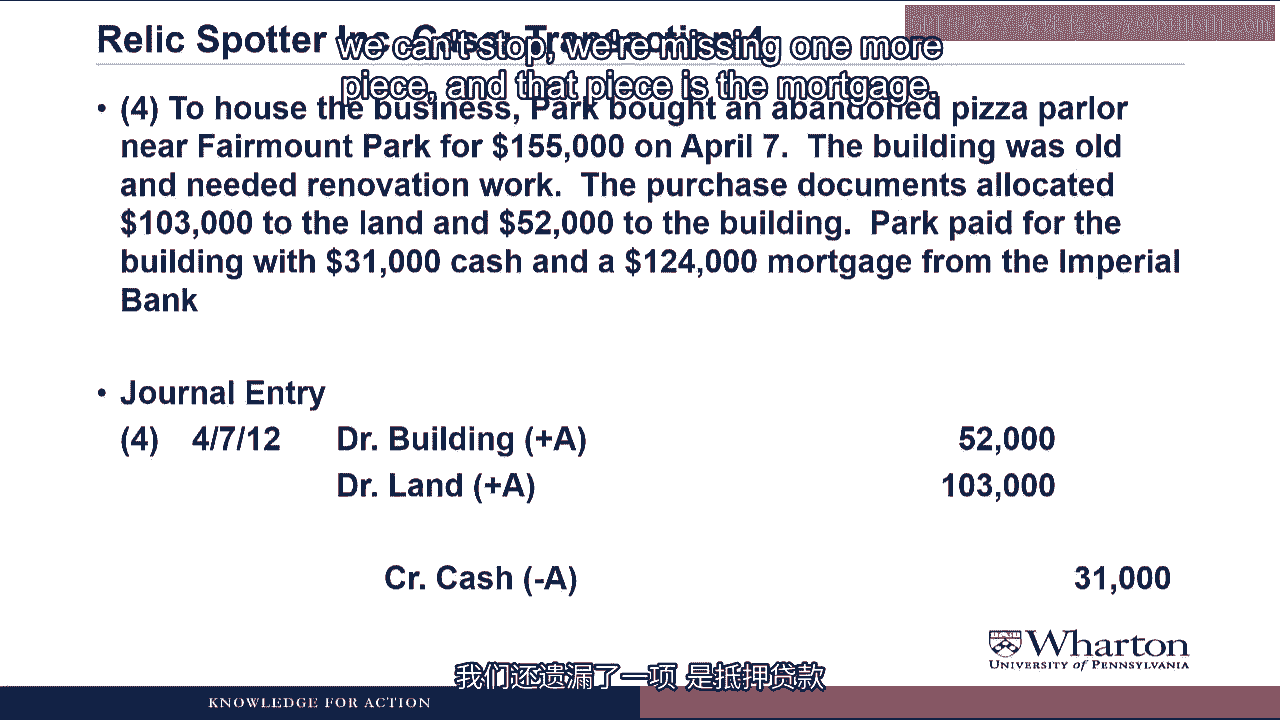 Relic Spotter Inc. Case: Transaction 4
we can't stop, we're missing one more
piece, and that piece is the mortgage.
• (4) To house the business, Park bought an abandoned pizza parlor
near Fairmount Park for $155,000 on April 7. The building was old
and needed renovation work. The purchase documents allocated
$103,000 to the land and $52,000 to the building. Park paid for the
building with $31,000 cash and a $124,000 mortgage from the Imperial
Bank
• Journal Entry
(4) 4/7/12 Dr. Building (+A) 52,000
Dr. Land (+A) 103,000
Cr. Cash (-A) 31,000
Wharton
UNIVERSITY of PENNSYLVANIA
我们还遗漏了一项 是抵押贷款
KNOWLEDGE FOR ACTION